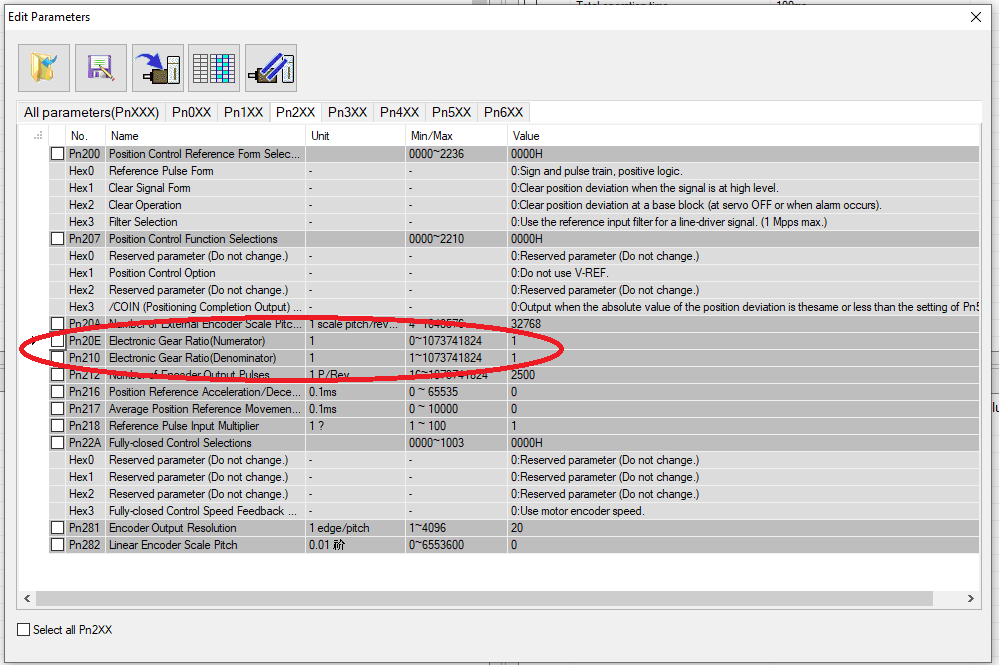 Total operation time 100ms
Edit Parameters
All parameters(PnXXX) Pn0XX Pn1XX Pn2XX Pn3XX Pn4XX Pn5XX Pn6XX
No. Name Unit Min/Max Value
Pn200 Position Control Reference Form Selec... 0000~2236 0000H
Hex0 Reference Pulse Form - - 0:Sign and pulse train, positive logic.
Hex1 Clear Signal Form - - 0:Clear position deviation when the signal is at high level.
Hex2 Clear Operation - - 0:Clear position deviation at a base block (at servo OFF or when alarm occurs).
Hex3 Filter Selection - - 0:Use the reference input filter for a line-driver signal. (1 Mpps max.)
Pn207 Position Control Function Selections 0000~2210 0000H
Hex0 Reserved parameter (Do not change.) - - 0:Reserved parameter (Do not change.)
Hex1 Position Control Option - - 0:Do not use V-REF.
Hex2 Reserved parameter (Do not change.) - - 0:Reserved parameter (Do not change.)
Hex3 /COIN (Positioning Completion Output) ... - - 0:Output when the absolute value of the position deviation is thesame or less than the setting of Pn5
Pn20A Number of External Encoder Scale Pitc... 1 scale pitch/rev... 4~1048576 32768
Pn20E Electronic Gear Ratio(Numerator) 1 0~1073741824 1
Pn210 Electronic Gear Ratio(Denominator) 1 1~1073741824 1
Pn212 Number of Encoder Output Pulses 1 P/Rev 16~1073741824 2500
Pn216 Position Reference Acceleration/Dece... 0.1ms 0 ~ 65535 0
Pn217 Average Position Reference Movemen... 0.1ms 0 ~ 10000 0
Pn218 Reference Pulse Input Multiplier 1 ? 1 ~ 100 1
Pn22A Fully-closed Control Selections 0000~1003 0000H
Hex0 Reserved parameter (Do not change.) - - 0:Reserved parameter (Do not change.)
Hex1 Reserved parameter (Do not change.) - - 0:Reserved parameter (Do not change.)
Hex2 Reserved parameter (Do not change.) - - 0:Reserved parameter (Do not change.)
Hex3 Fully-closed Control Speed Feedback ... - - 0:Use motor encoder speed.
Pn281 Encoder Output Resolution 1 edge/pitch 1~4096 20
Pn282 Linear Encoder Scale Pitch 0.01 0~6553600 0
Select all Pn2XX